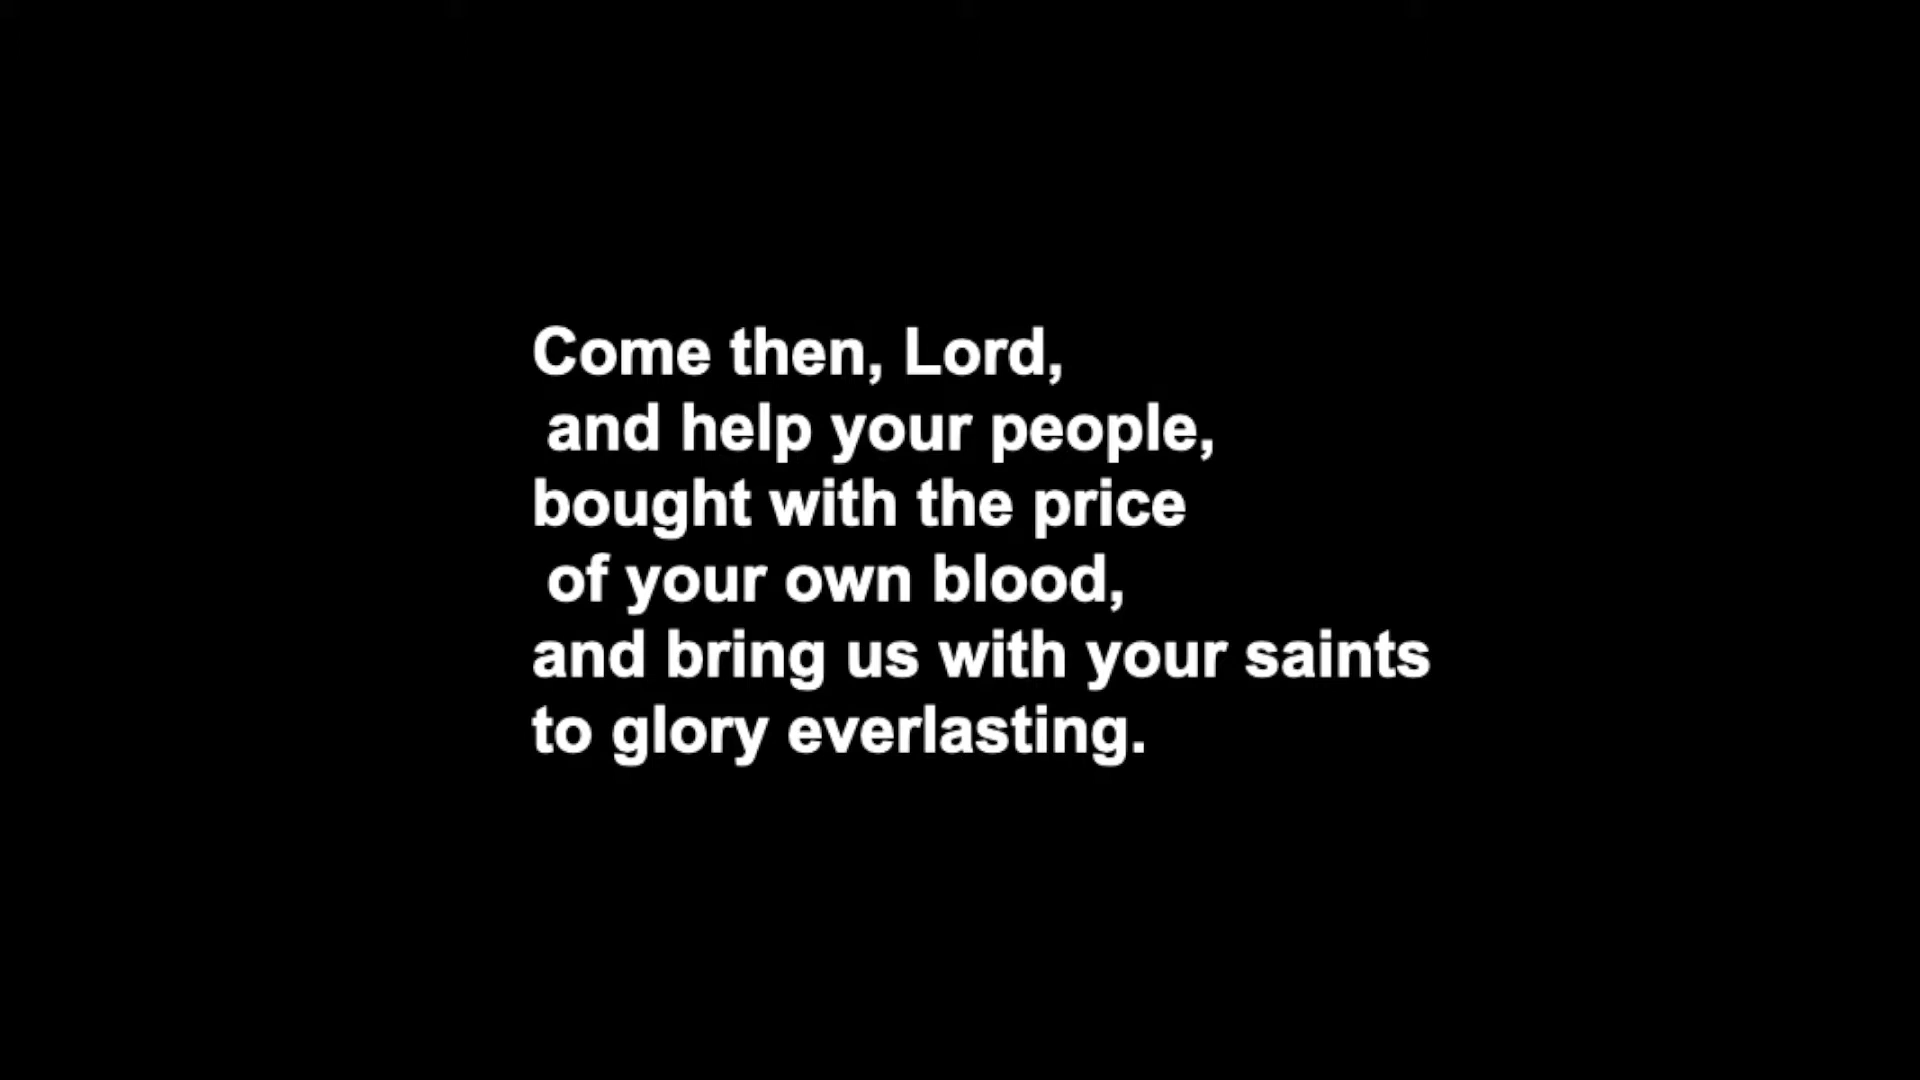 Come then, Lord,
and help your people,
bought with the price
of your own blood,
and bring us with your saints
to glory everlasting.